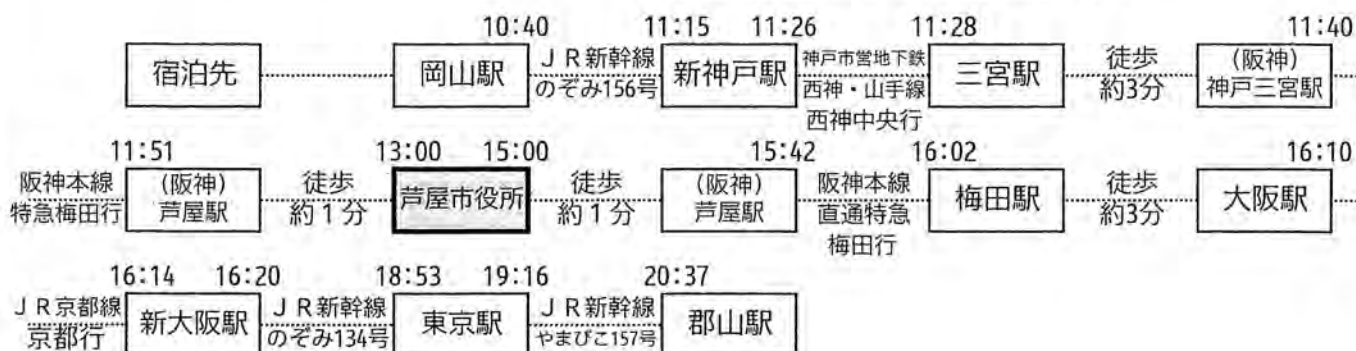 10:40 11:15 11:26 11:28 11:40
宿泊先 岡山駅 JR新幹線 のぞみ156号 新神戸駅 神戸市営地下鉄 西神・山手線 西神中央行 三宮駅 徒歩 約3分 (阪神) 神戸三宮駅
11:51 13:00 15:00 15:42 16:02 16:10
阪神本線 特急梅田行 (阪神) 芦屋駅 徒歩 約1分 芦屋市役所 徒歩 約1分 (阪神) 芦屋駅 阪神本線 直通特急 梅田行 梅田駅 徒歩 約3分 大阪駅
16:14 16:20 18:53 19:16 20:37
JR京都線 京都行 新大阪駅 JR新幹線 のぞみ134号 東京駅 JR新幹線 やまびこ157号 郡山駅